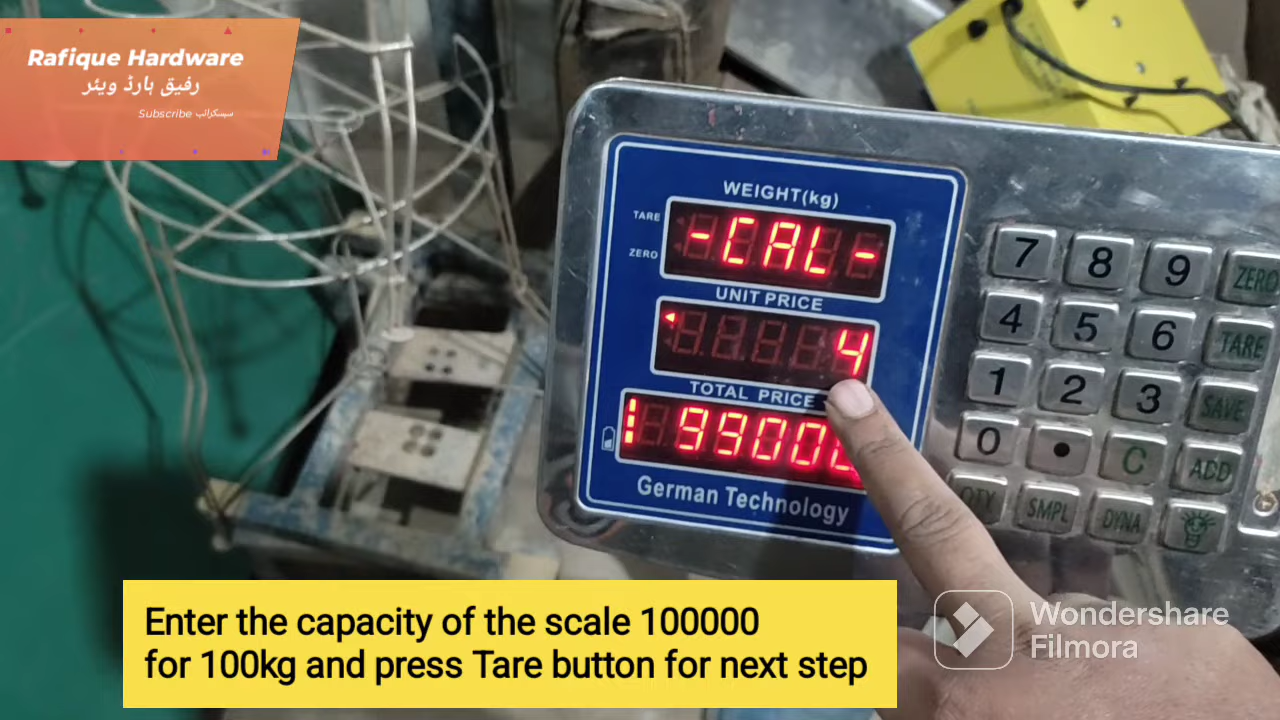 Rafique Hardware
رفیق ہارڈ ویئر
Subscribe سبسکرائب
WEIGHT(kg)
TARE
-CAL-
ZERO
UNIT PRICE
4
TOTAL PRICE
German Technology
7 8 9 ZERO
4 5 6 TARE
1 2 3 SAVE
0 • C ADD
QTY SMPL DYNA
Enter the capacity of the scale 100000
for 100kg and press Tare button for next step
Wondershare
Filmora